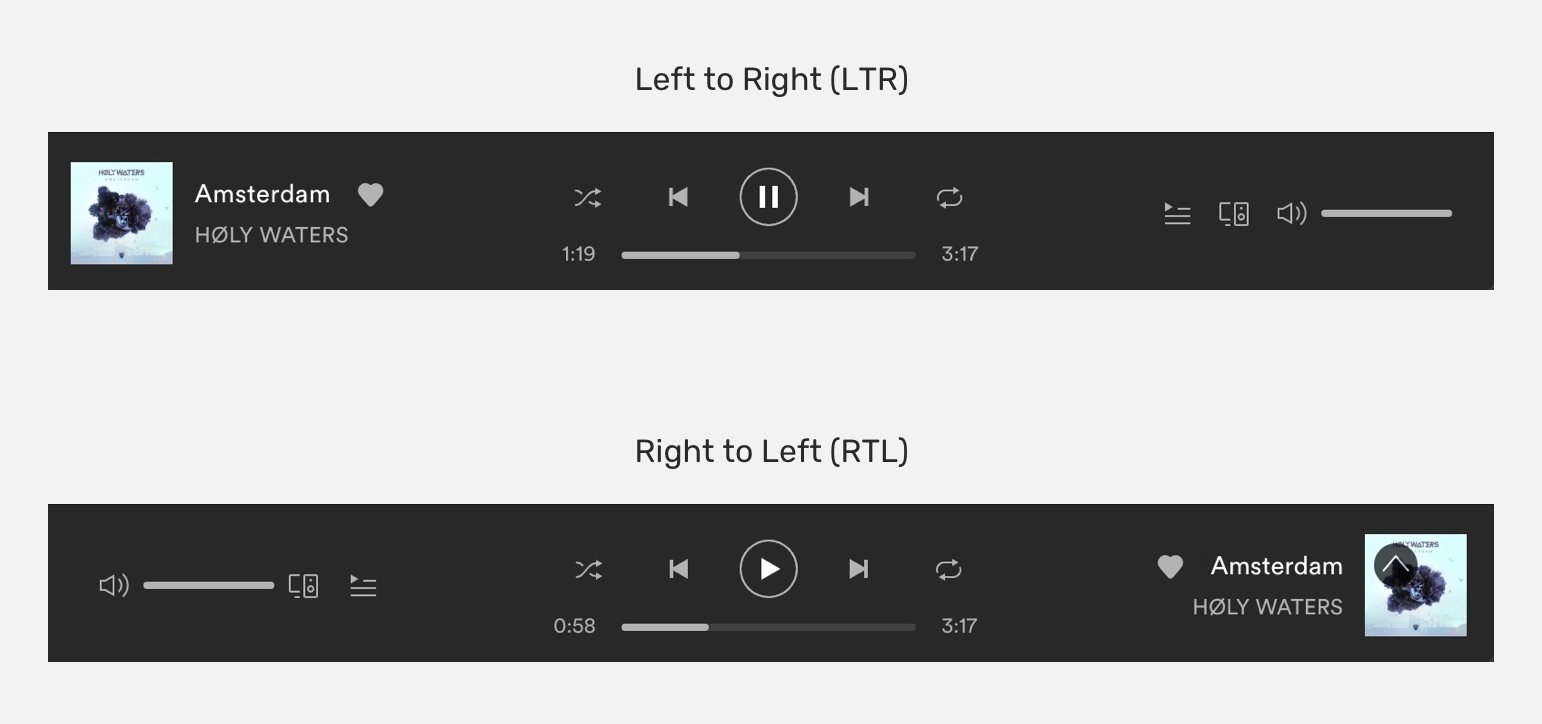 Left to Right (LTR)
HØLY WATERS
AMSTERDAM
Amsterdam
HØLY WATERS
1:19
3:17
Right to Left (RTL)
0:58
3:17
HØLY WATERS
Amsterdam
HØLY WATERS